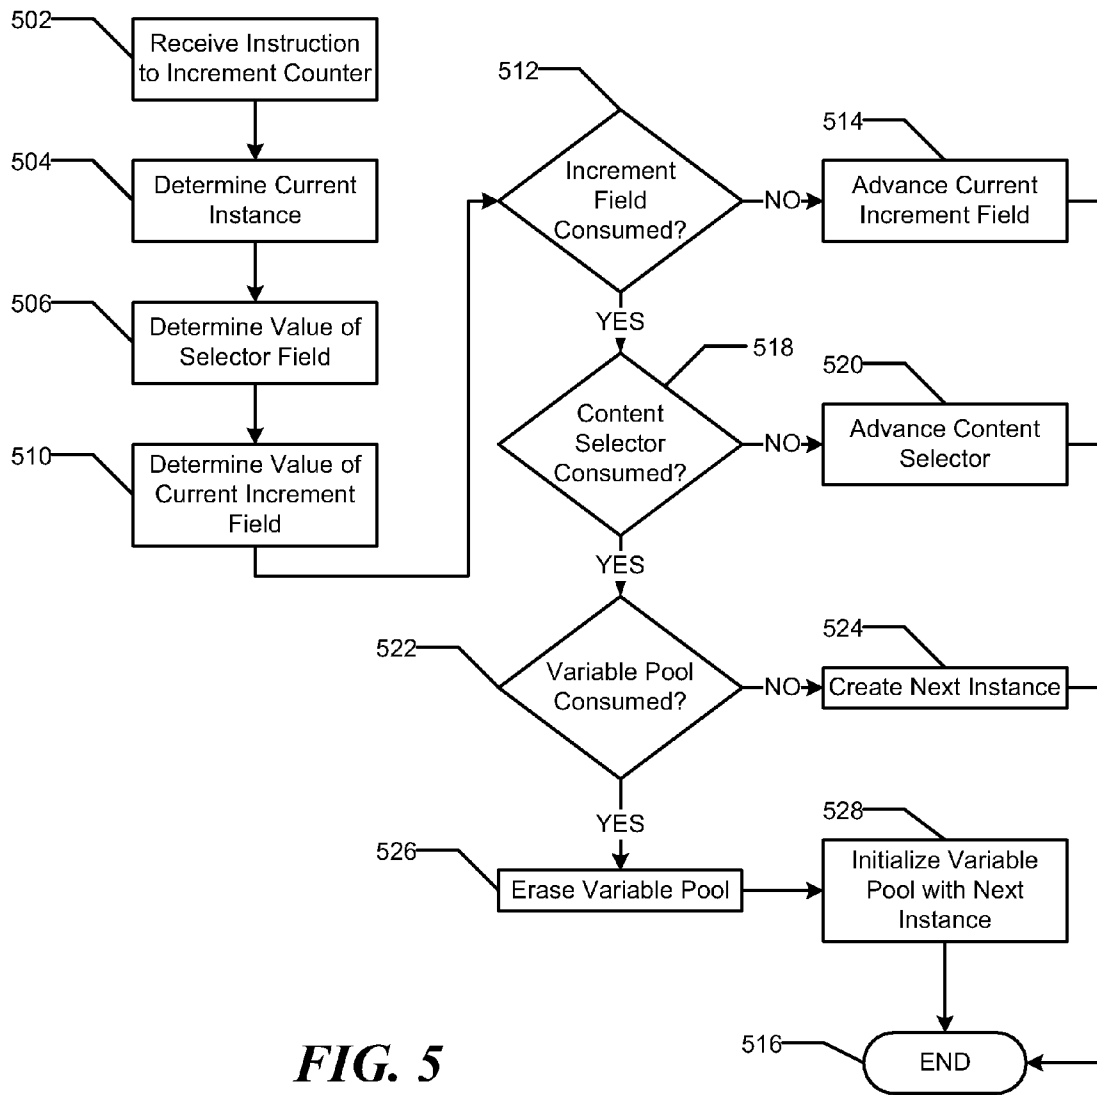 502
Receive Instruction
to Increment Counter
504
Determine Current
Instance
506
Determine Value of
Selector Field
510
Determine Value of
Current Increment
Field
512
Increment
Field
Consumed?
NO
514
Advance Current
Increment Field
YES
518
Content
Selector
Consumed?
NO
520
Advance Content
Selector
YES
522
Variable Pool
Consumed?
NO
524
Create Next Instance
YES
526
Erase Variable Pool
528
Initialize Variable
Pool with Next
Instance
516
END
FIG. 5